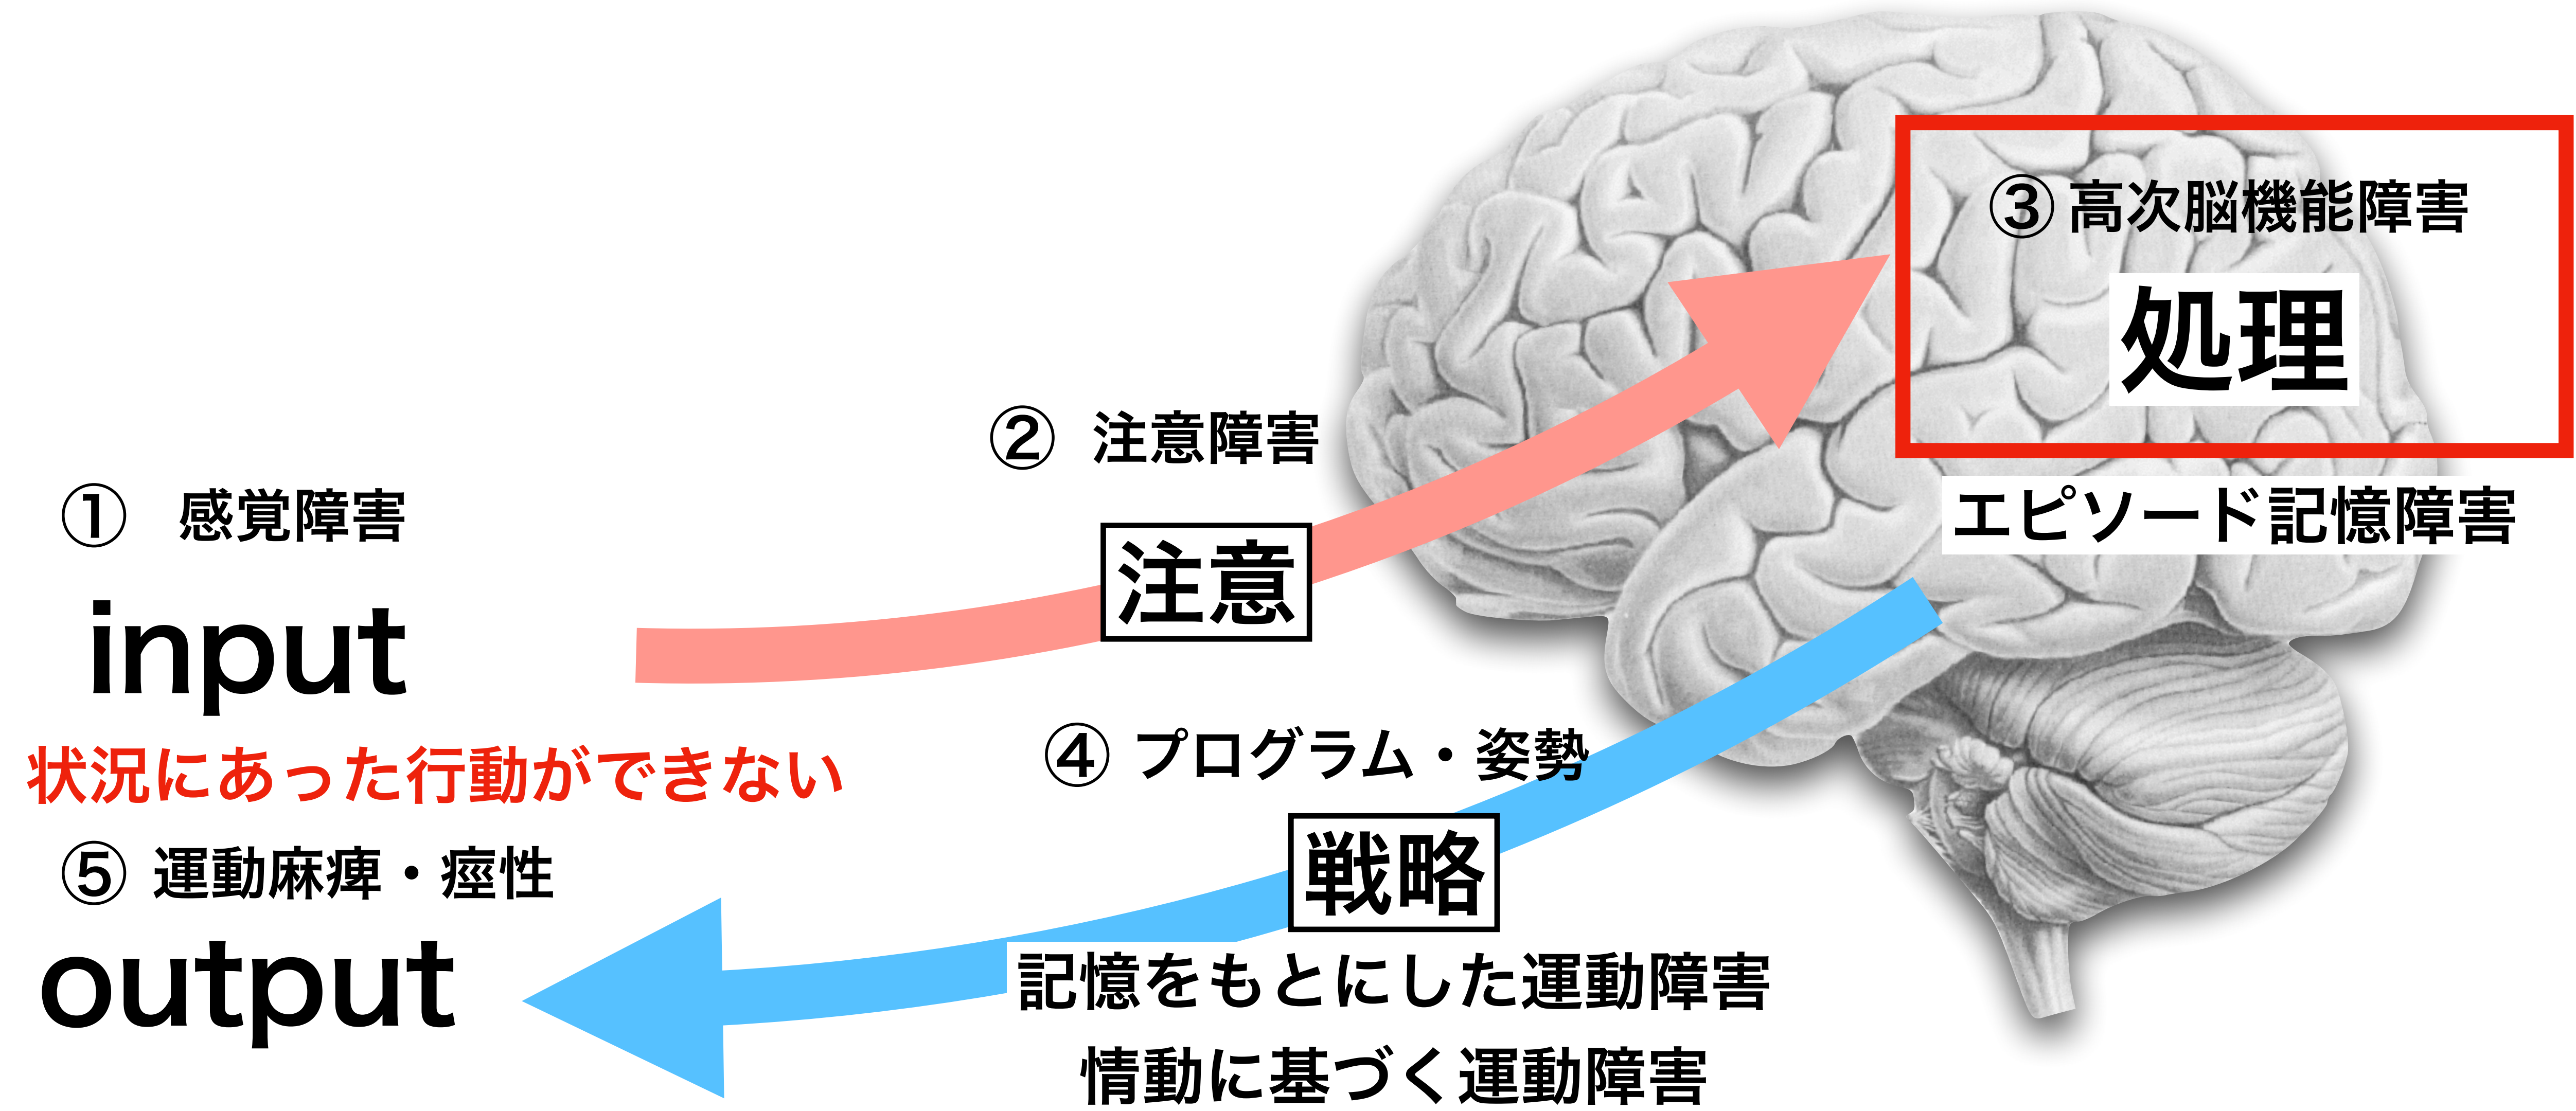 ③ 高次脳機能障害
処理
エピソード記憶障害
② 注意障害
注意
① 感覚障害
input
状況にあった行動ができない
④ プログラム・姿勢
戦略
記憶をもとにした運動障害
情動に基づく運動障害
⑤ 運動麻痺・痙性
output